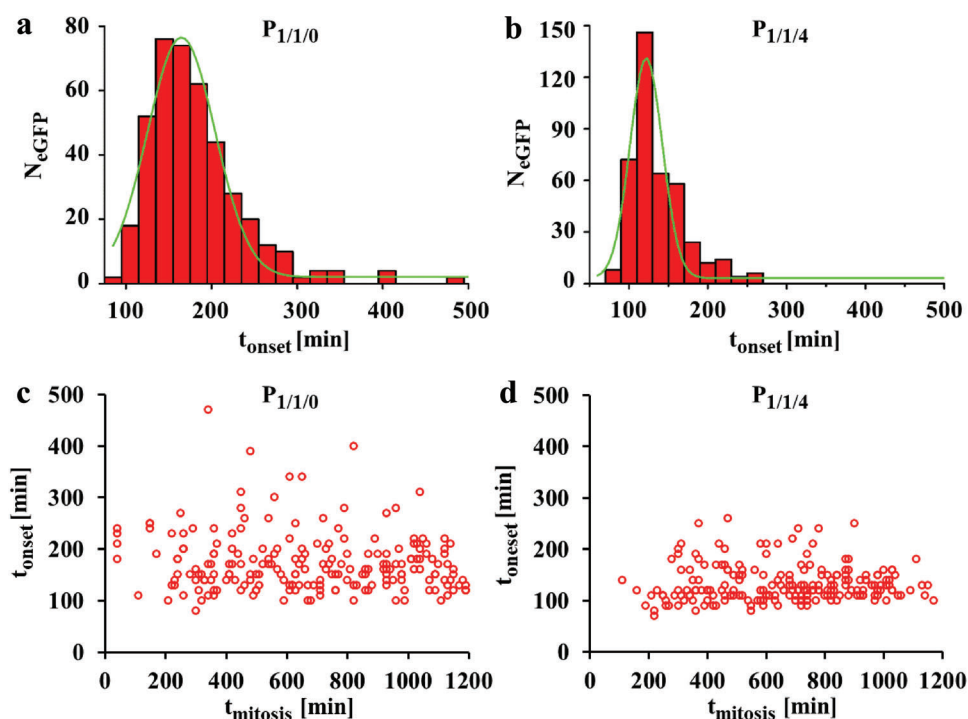 a
P1/1/0
80
60
40
20
0
NeGFP
100 200 300 400 500
tonset [min]
b
P1/1/4
150
120
90
60
30
0
NeGFP
100 200 300 400 500
tonset [min]
c
P1/1/0
500
400
300
200
100
0
tonset [min]
0 200 400 600 800 1000 1200
tmitosis [min]
d
P1/1/4
500
400
300
200
100
0
toneset [min]
0 200 400 600 800 1000 1200
tmitosis [min]